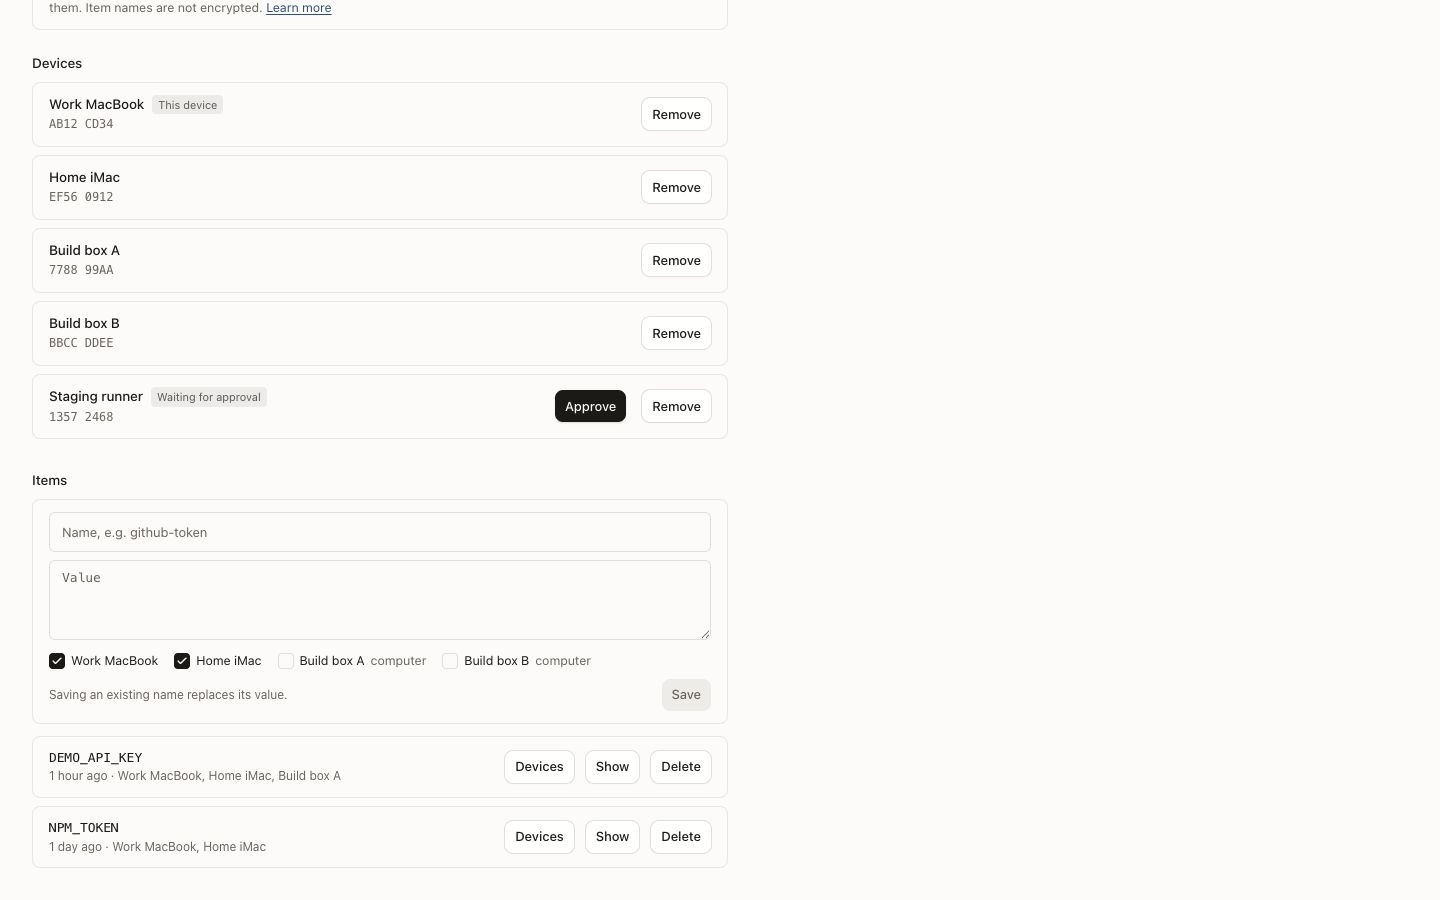 them. Item names are not encrypted. Learn more
Devices
Work MacBook This device
AB12 CD34
Remove
Home iMac
EF56 0912
Remove
Build box A
7788 99AA
Remove
Build box B
BBCC DDEE
Remove
Staging runner Waiting for approval
1357 2468
Approve Remove
Items
Name, e.g. github-token
Value
Work MacBook Home iMac Build box A computer Build box B computer
Saving an existing name replaces its value. Save
DEMO_API_KEY
1 hour ago · Work MacBook, Home iMac, Build box A
Devices Show Delete
NPM_TOKEN
1 day ago · Work MacBook, Home iMac
Devices Show Delete